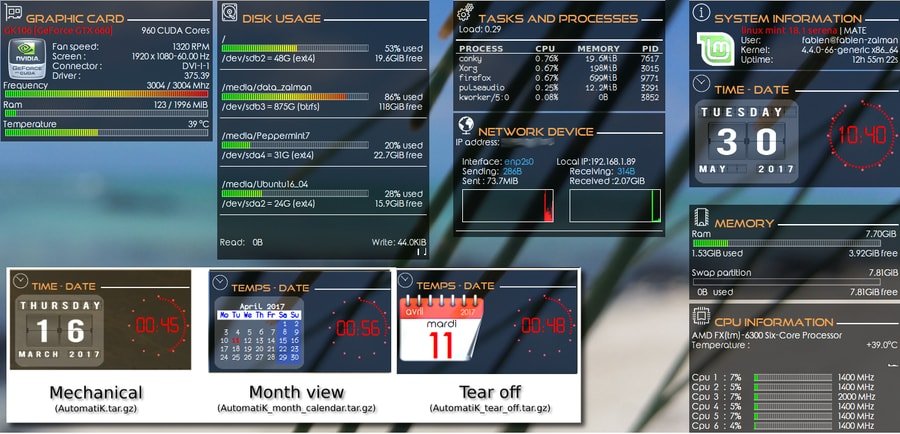 GRAPHIC CARD
GK106 [GeForce GTX 660] 960 CUDA Cores
NVIDIA
GEFORCE
CUDA
Fan speed: 1320 RPM
Screen : 1920 x 1080-60.00 Hz
Connector : DVI-I-1
Driver : 375.39
Frequency 3004 / 3004 Mhz
Ram 123 / 1996 MiB
Temperature 39 °C
DISK USAGE
/ 53% used
/dev/sdb2 = 48G (ext4) 19.6GiB free
/media/data_zalman 86% used
/dev/sdb3 = 875G (btrfs) 118GiB free
/media/Peppermint7 20% used
/dev/sda4 = 31G (ext4) 22.7GiB free
/media/Ubuntu16_04 28% used
/dev/sda2 = 24G (ext4) 15.9GiB free
Read: 0B Write: 44.0KiB
TASKS AND PROCESSES
Load: 0.29
PROCESS CPU MEMORY PID
conky 0.76% 19.6MiB 7617
Xorg 0.67% 198MiB 3015
firefox 0.67% 699MiB 9771
pulseaudio 0.25% 12.2MiB 3291
kworker/5:0 0.08% 0B 3852
NETWORK DEVICE
IP address:
Interface: enp2s0 Local IP:192.168.1.89
Sending: 286B Receiving: 314B
Sent : 73.7MiB Received :2.07GiB
SYSTEM INFORMATION
linux mint 18.1 serena | MATE
User: fabien@fabien-zalman
Kernel: 4.4.0-66-generic x86_64
Uptime: 12h 55m 22s
TIME - DATE
TUESDAY
30
MAY 2017
10:40
MEMORY
Ram 7.70GiB
1.53GiB used 3.92GiB free
Swap partition 7.81GiB
0B used 7.81GiB free
CPU INFORMATION
AMD FX(tm)-6300 Six-Core Processor
Temperature : +39.0°C
Cpu 1 : 7% 1400 MHz
Cpu 2 : 5% 1400 MHz
Cpu 3 : 7% 2000 MHz
Cpu 4 : 5% 1400 MHz
Cpu 5 : 7% 1400 MHz
Cpu 6 : 4% 1400 MHz
TIME - DATE
THURSDAY
16
MARCH 2017
00:45
Mechanical
(AutomatiK.tar.gz)
TEMPS - DATE
April 2017
Mo Tu We Th Fr Sa Su
1 2
3 4 5 6 7 8 9
10 11 12 13 14 15 16
17 18 19 20 21 22 23
24 25 26 27 28 29 30
00:56
Month view
(AutomatiK_month_calendar.tar.gz)
TEMPS - DATE
avril 2017
mardi
11
00:48
Tear off
(AutomatiK_tear_off.tar.gz)